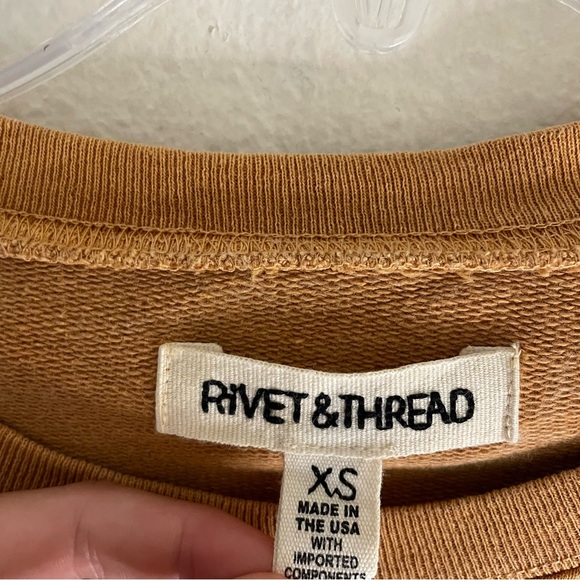 RiVET & THREAD
XS
MADE IN
THE USA
WITH
IMPORTED
COMPONENTS